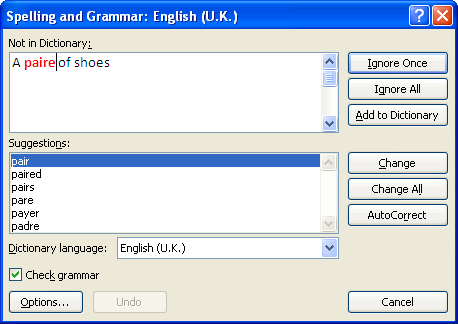 Spelling and Grammar: English (U.K.)
Not in Dictionary:
A paire of shoes
Ignore Once
Ignore All
Add to Dictionary
Suggestions:
pair
paired
pairs
pare
payer
padre
Change
Change All
AutoCorrect
Dictionary language: English (U.K.)
Check grammar
Options... Undo Cancel